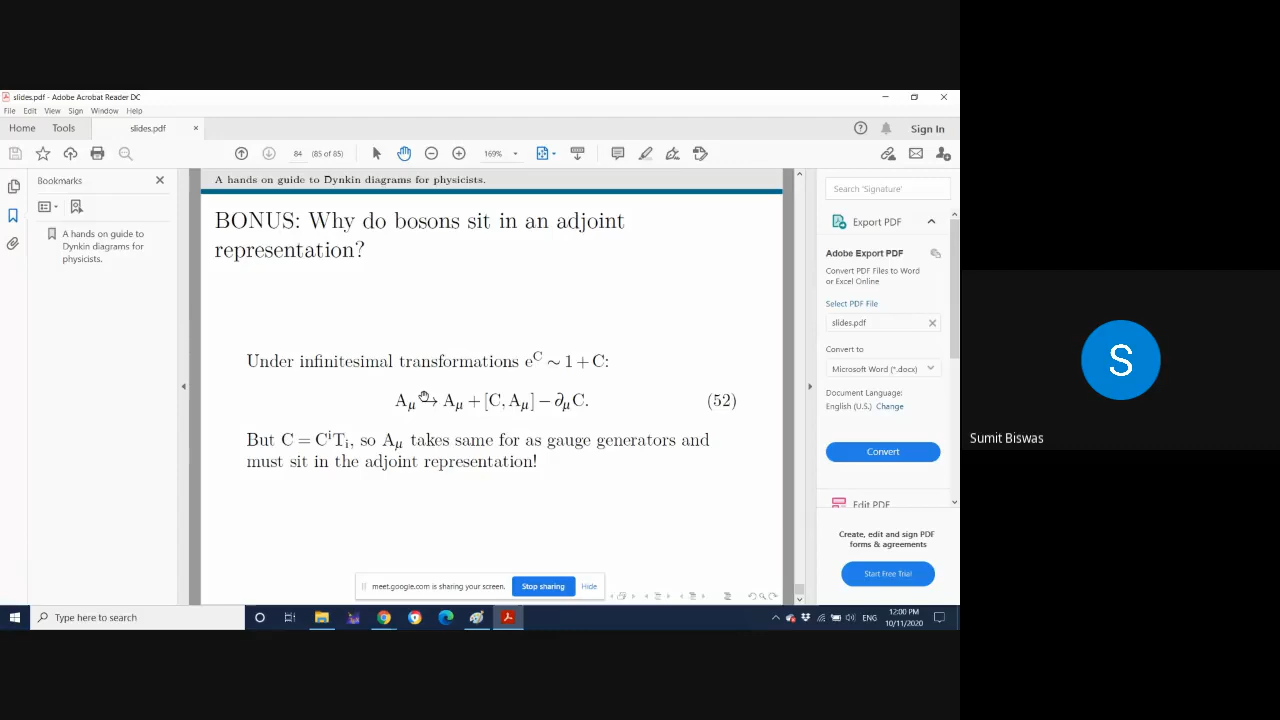 slides.pdf - Adobe Acrobat Reader DC
File Edit View Sign Window Help
Home Tools slides.pdf × Sign In
84 (85 of 85) 169%
Bookmarks
A hands on guide to
Dynkin diagrams for
physicists.
A hands on guide to Dynkin diagrams for physicists.
BONUS: Why do bosons sit in an adjoint
representation?
Under infinitesimal transformations e^C ∼ 1 + C:
A_μ ↪ A_μ + [C, A_μ] − ∂_μC. (52)
But C = C^iT_i, so A_μ takes same for as gauge generators and
must sit in the adjoint representation!
meet.google.com is sharing your screen. Stop sharing Hide
Search 'Signature'
Export PDF
Adobe Export PDF
Convert PDF Files to Word
or Excel Online
Select PDF File
slides.pdf
Convert to
Microsoft Word (*.docx)
Document Language:
English (U.S.) Change
Convert
Edit PDF
Create, edit and sign PDF
forms & agreements
Start Free Trial
Type here to search
ENG
12:00 PM
10/11/2020
S
Sumit Biswas